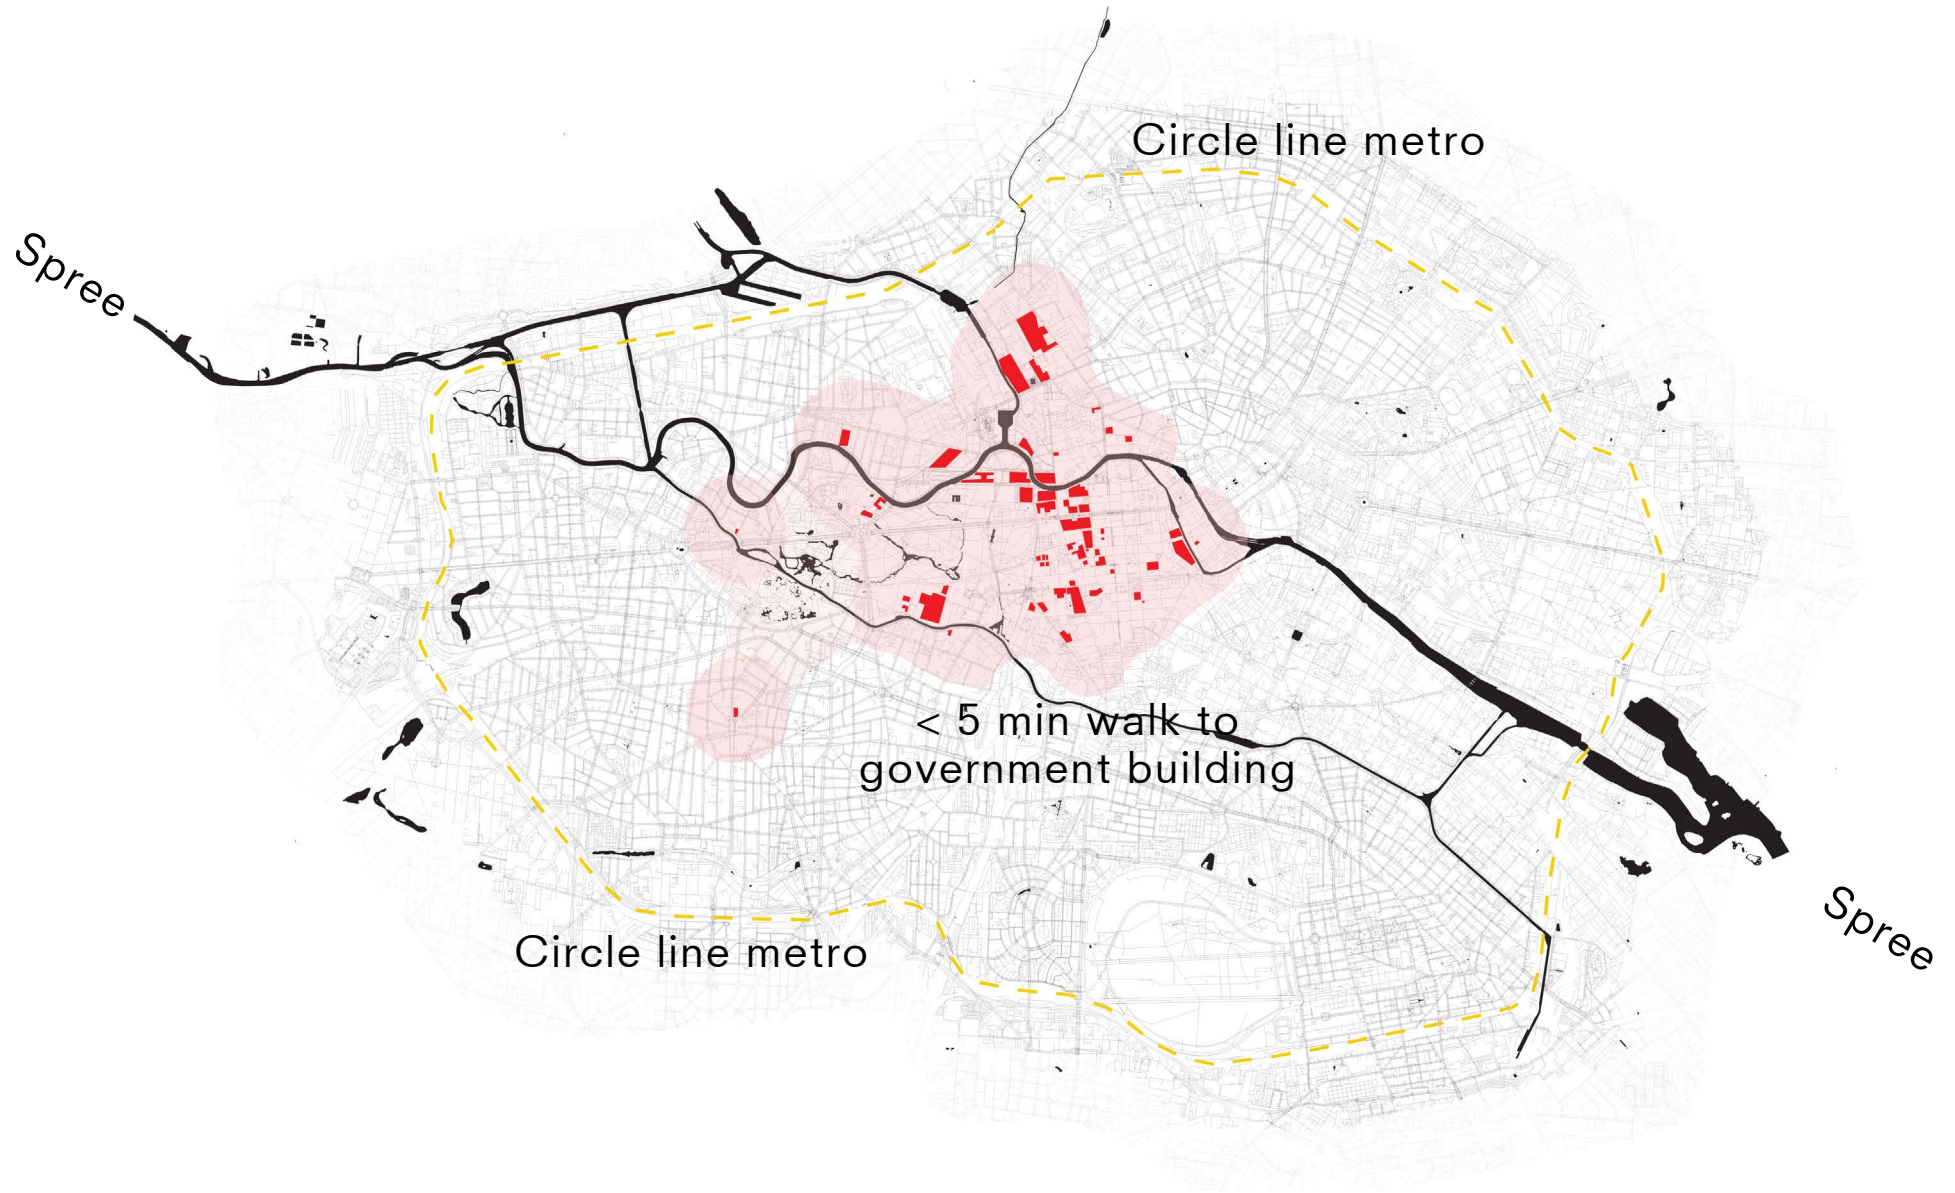 Circle line metro
Spree
< 5 min walk to
government building
Spree
Circle line metro